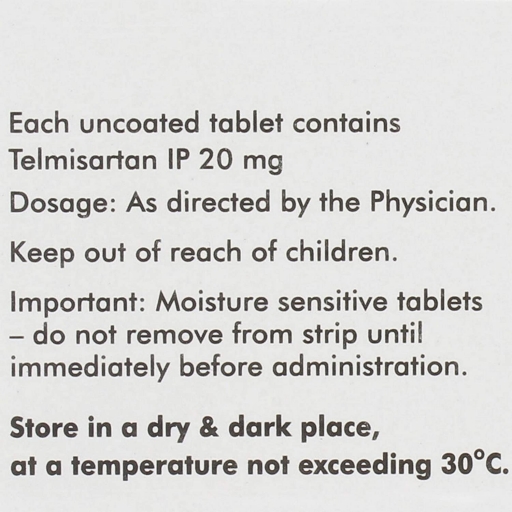 Each uncoated tablet contains
Telmisartan IP 20 mg
Dosage: As directed by the Physician.
Keep out of reach of children.
Important: Moisture sensitive tablets
– do not remove from strip until
immediately before administration.
Store in a dry & dark place,
at a temperature not exceeding 30°C.